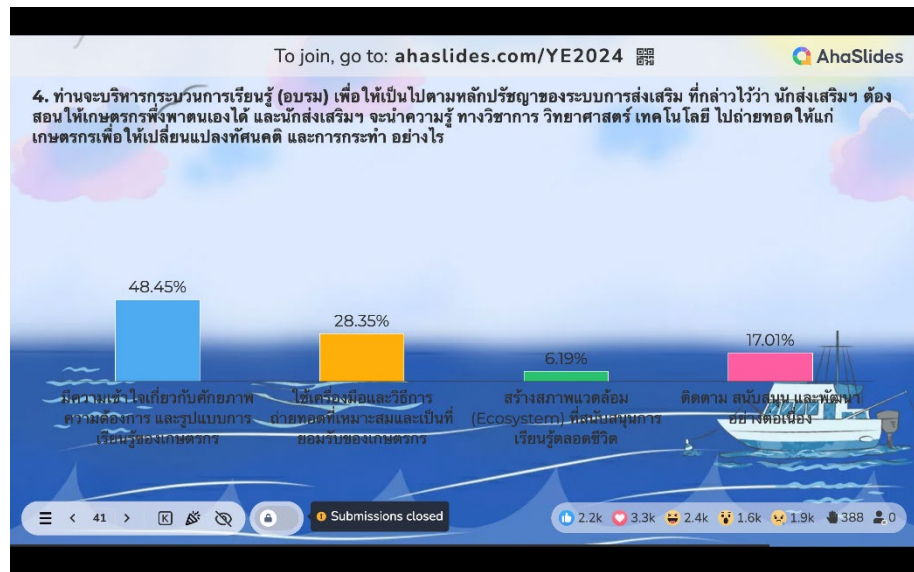 To join, go to: ahaslides.com/YE2024
AhaSlides
4. ท่านจะบริหารกระบวนการเรียนรู้ (อบรม) เพื่อให้เป็นไปตามหลักปรัชญาของระบบการส่งเสริม ที่กล่าวไว้ว่า นักส่งเสริมฯ ต้อง
สอนให้เกษตรกรพึ่งพาตนเองได้ และนักส่งเสริมฯ จะนำความรู้ ทางวิชาการ วิทยาศาสตร์ เทคโนโลยี ไปถ่ายทอดให้แก่
เกษตรกรเพื่อให้เปลี่ยนแปลงทัศนคติ และการกระทำ อย่างไร
48.45%
28.35%
6.19%
17.01%
มีความเข้าใจเกี่ยวกับศักยภาพ
ความต้องการ และรูปแบบการ
เรียนรู้ของเกษตรกร
ใช้เครื่องมือและวิธีการ
ถ่ายทอดที่เหมาะสมและเป็นที่
ยอมรับของเกษตรกร
สร้างสภาพแวดล้อม
(Ecosystem) ที่สนับสนุนการ
เรียนรู้ตลอดชีวิต
ติดตาม สนับสนุน และพัฒนา
อย่างต่อเนื่อง
41
K
Submissions closed
2.2k 3.3k 2.4k 1.6k 1.9k 388 0